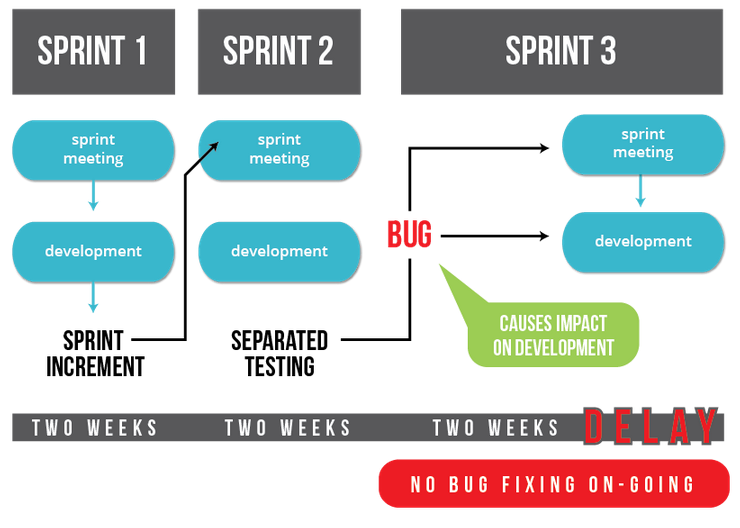 SPRINT 1
SPRINT 2
SPRINT 3
sprint
meeting
sprint
meeting
sprint
meeting
development
development
BUG
development
SPRINT
INCREMENT
SEPARATED
TESTING
CAUSES IMPACT
ON DEVELOPMENT
TWO WEEKS
TWO WEEKS
TWO WEEKS
DELAY
NO BUG FIXING ON-GOING